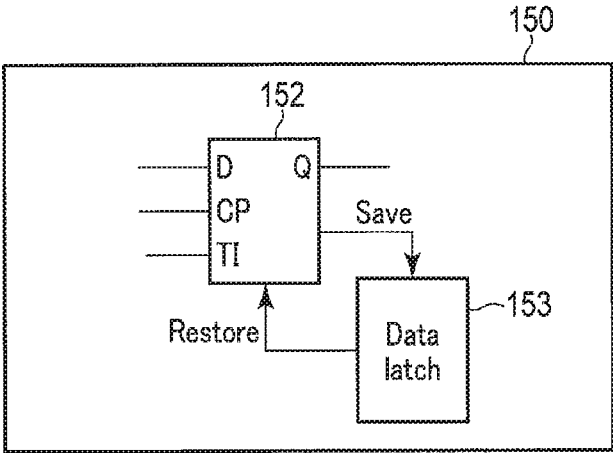 150
152
D Q
CP
TI
Save
Restore
153
Data
latch